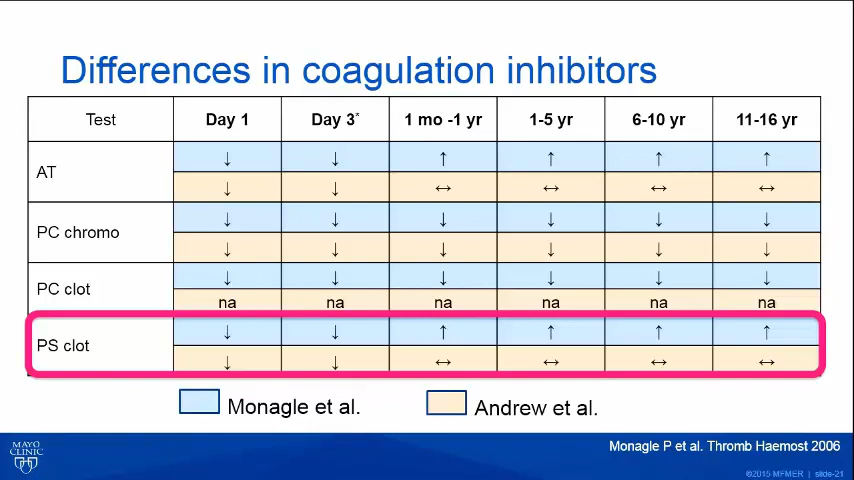 Differences in coagulation inhibitors
Test Day 1 Day 3* 1 mo -1 yr 1-5 yr 6-10 yr 11-16 yr
AT ↓ ↓ ↑ ↑ ↑ ↑
↓ ↓ ↔ ↔ ↔ ↔
PC chromo ↓ ↓ ↓ ↓ ↓ ↓
↓ ↓ ↓ ↓ ↓ ↓
PC clot ↓ ↓ ↓ ↓ ↓ ↓
na na na na na na
PS clot ↓ ↓ ↑ ↑ ↑ ↑
↓ ↓ ↔ ↔ ↔ ↔
Monagle et al. Andrew et al.
MAYO
CLINIC
Monagle P et al. Thromb Haemost 2006
©2015 MFMER | slide-21